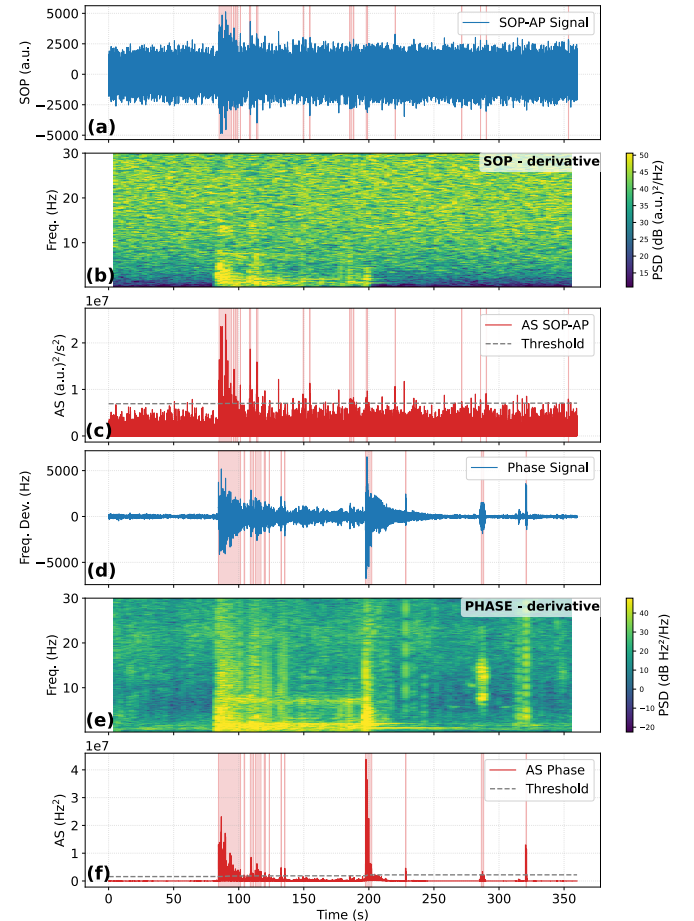 5000
2500
0
−2500
−5000
SOP (a.u.)
SOP-AP Signal
(a)
30
20
10
Freq. (Hz)
SOP - derivative
(b)
50
45
40
35
30
25
20
15
PSD (dB (a.u.)²/Hz)
1e7
2
1
0
AS (a.u.)²/s²
AS SOP-AP
Threshold
(c)
5000
0
−5000
Freq. Dev. (Hz)
Phase Signal
(d)
30
20
10
Freq. (Hz)
PHASE - derivative
(e)
40
30
20
10
0
−10
−20
PSD (dB Hz²/Hz)
1e7
4
3
2
1
0
AS (Hz²)
AS Phase
Threshold
(f)
0 50 100 150 200 250 300 350
Time (s)